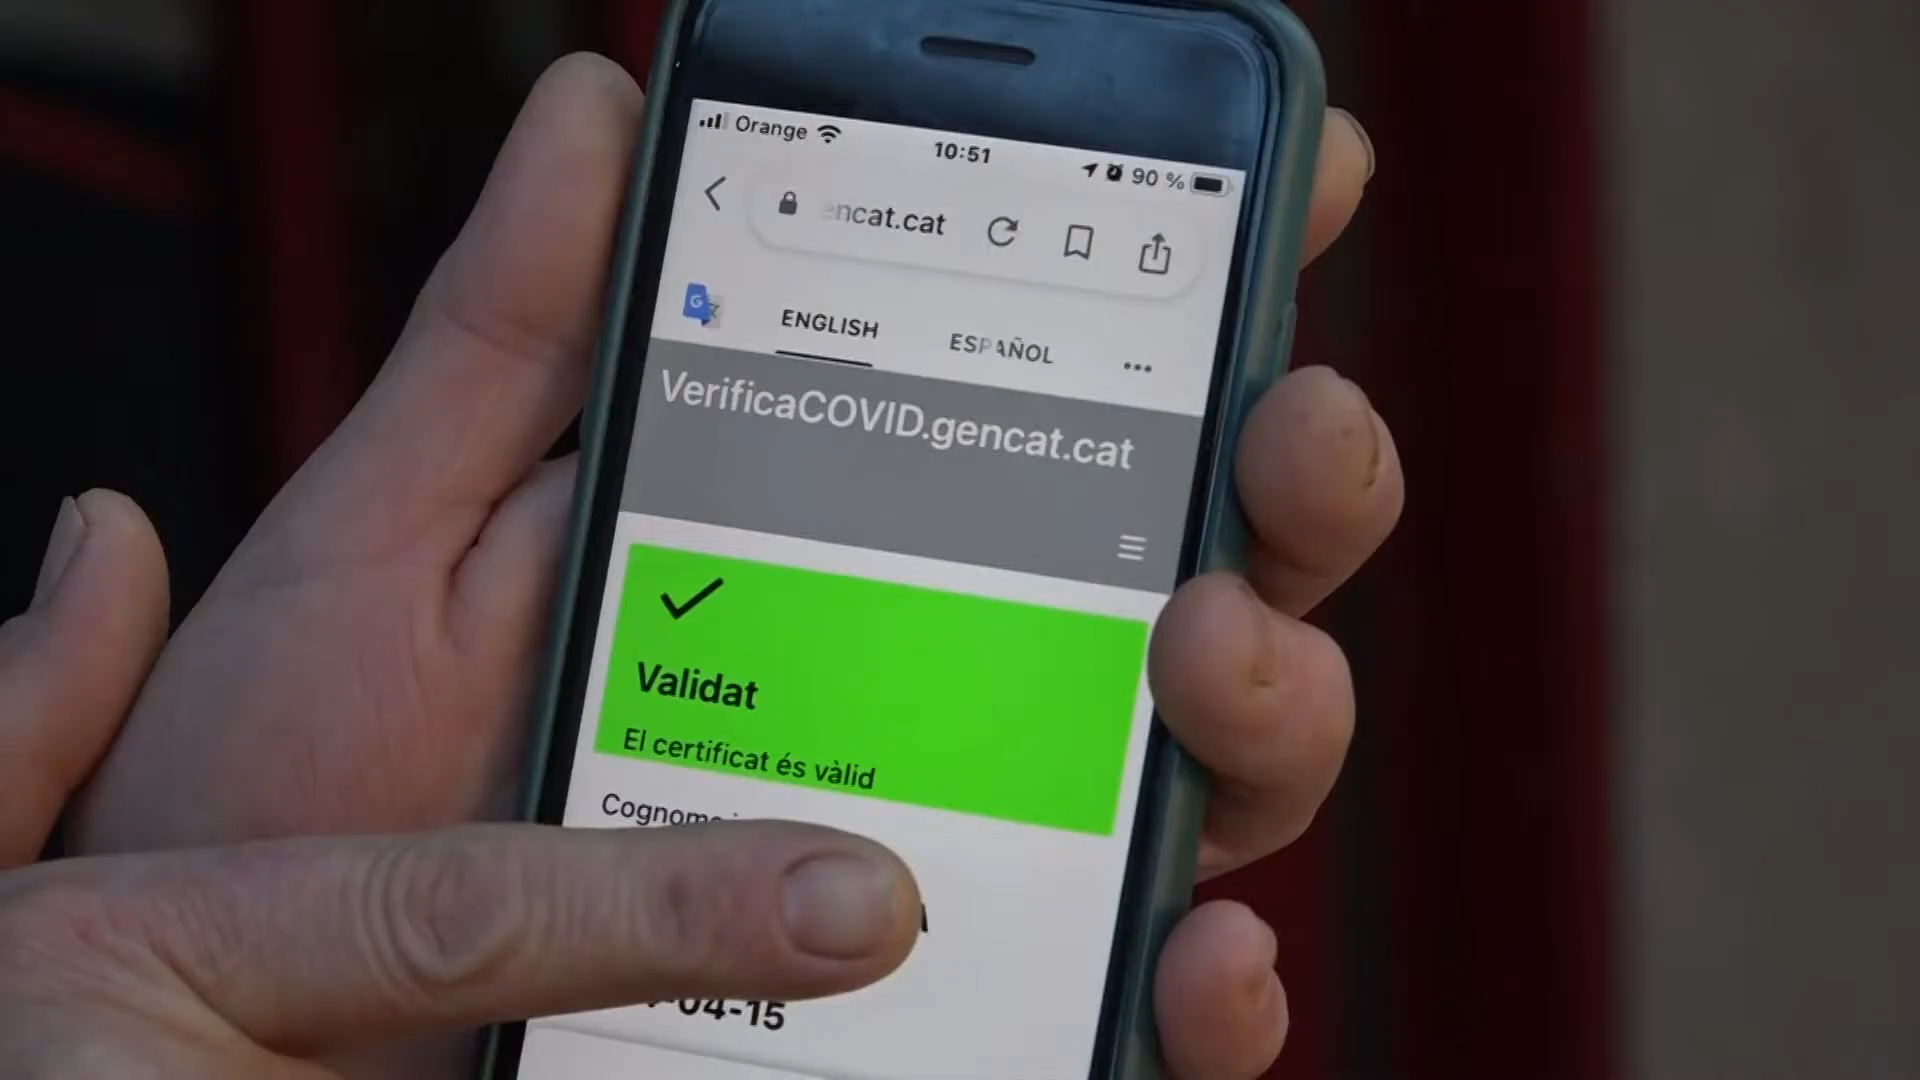 Orange
10:51
90 %
encat.cat
ENGLISH
ESPAÑOL
...
VerificaCOVID.gencat.cat
Validat
El certificat és vàlid
Cognoms
-04-15